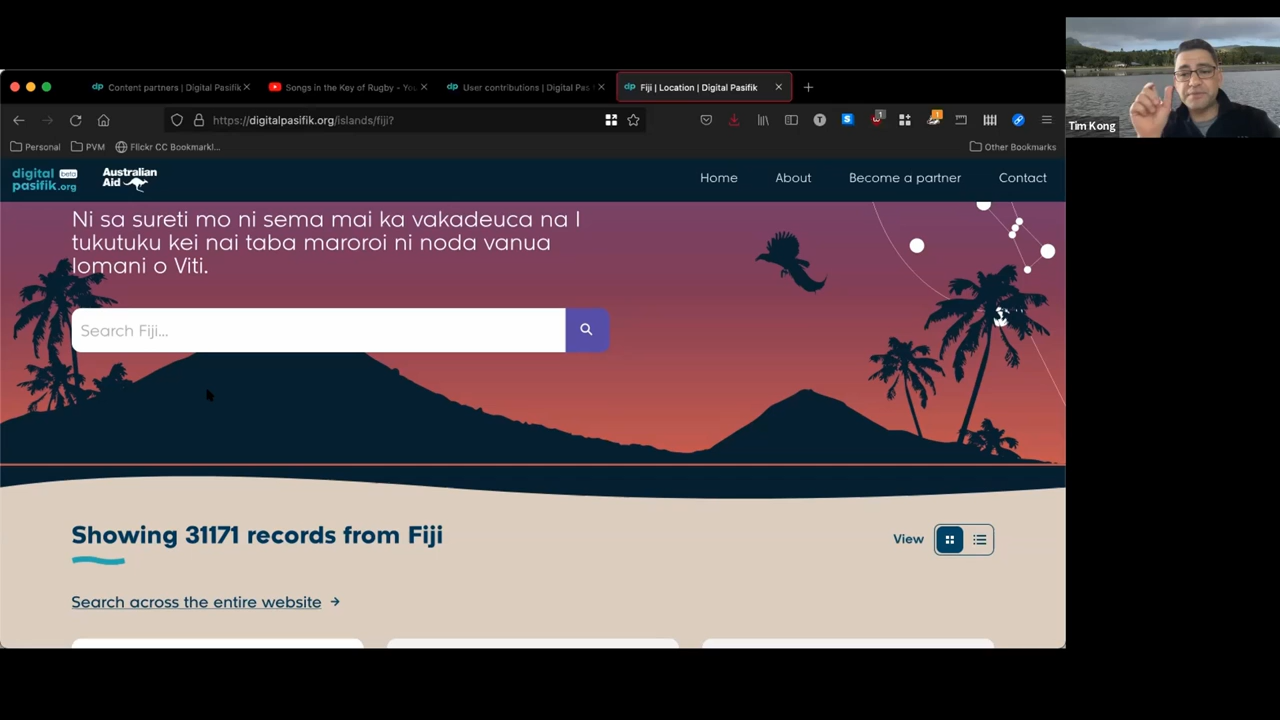 Content partners | Digital Pasifik
Songs in the Key of Rugby - You
User contributions | Digital Pas
Fiji | Location | Digital Pasifik
https://digitalpasifik.org/islands/fiji?
Personal
PVM
Flickr CC Bookmarkl...
Other Bookmarks
digital beta
pasifik.org
Australian
Aid
Home
About
Become a partner
Contact
Ni sa sureti mo ni sema mai ka vakadeuca na I
tukutuku kei nai taba maroroi ni noda vanua
lomani o Viti.
Search Fiji...
Showing 31171 records from Fiji
View
Search across the entire website →
Tim Kong